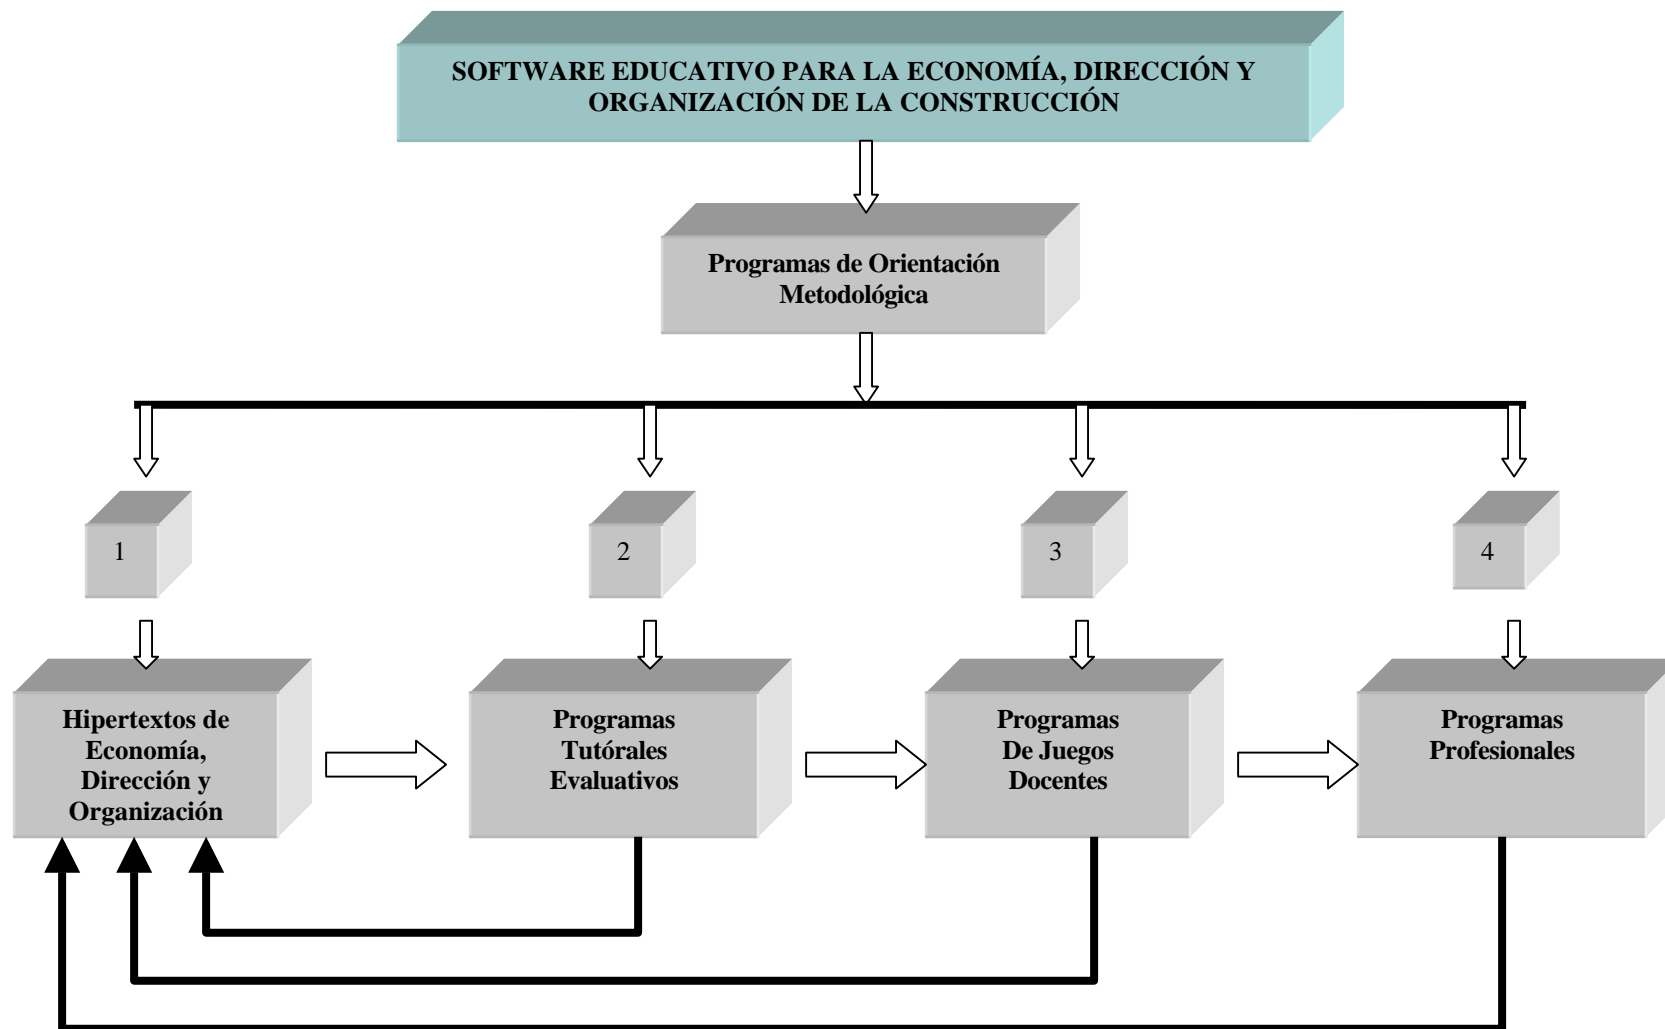 SOFTWARE EDUCATIVO PARA LA ECONOMÍA, DIRECCIÓN Y
ORGANIZACIÓN DE LA CONSTRUCCIÓN
Programas de Orientación
Metodológica
1
2
3
4
Hipertextos de
Economía,
Dirección y
Organización
Programas
Tutórales
Evaluativos
Programas
De Juegos
Docentes
Programas
Profesionales